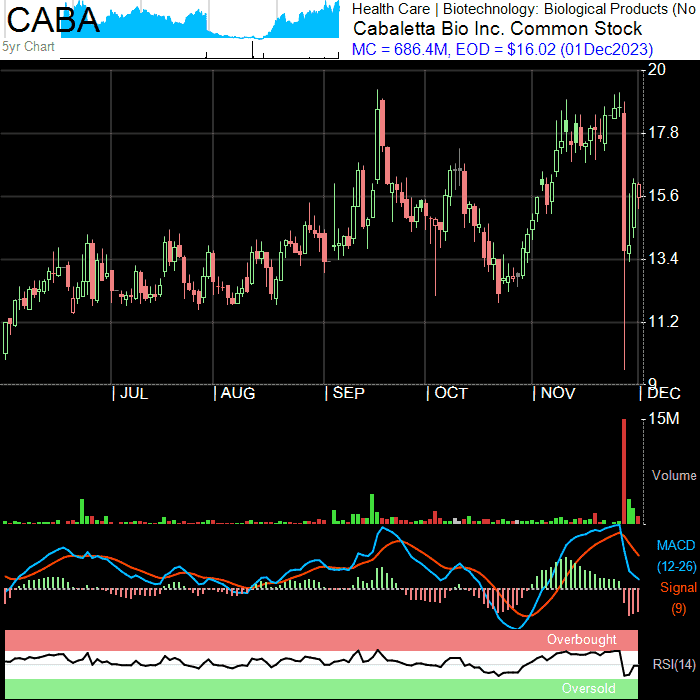 CABA
5yr Chart
Health Care | Biotechnology: Biological Products (No
Cabaletta Bio Inc. Common Stock
MC = 686.4M, EOD = $16.02 (01Dec2023)
20
17.8
15.6
13.4
11.2
9
| JUL | AUG | SEP | OCT | NOV | DEC
15M
Volume
MACD
(12-26)
Signal
(9)
Overbought
RSI(14)
Oversold